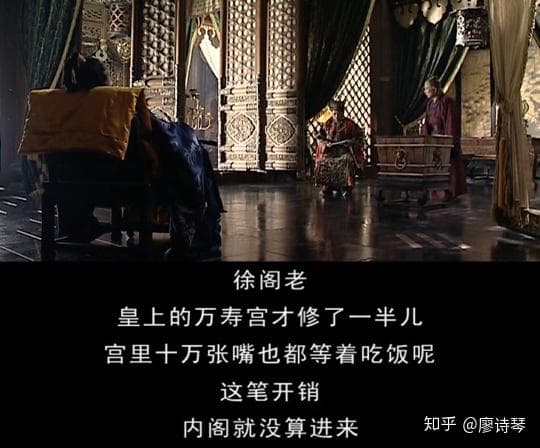 徐阁老
皇上的万寿宫才修了一半儿
宫里十万张嘴也都等着吃饭呢
这笔开销
内阁就没算进来
知乎 @廖诗琴